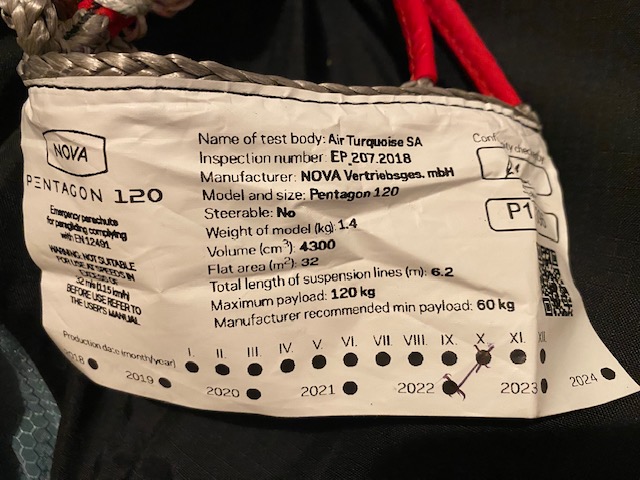 NOVA
PENTAGON 120
Emergency parachute
for paragliding complying
with EN 12491
WARNING: NOT SUITABLE
FOR USE AT SPEEDS IN
EXCESS OF
32 m/s (115 km/h)
BEFORE USE REFER TO
THE USER'S MANUAL
Name of test body: Air Turquoise SA
Inspection number: EP_207.2018
Manufacturer: NOVA Vertriebsges. mbH
Model and size: Pentagon 120
Steerable: No
Weight of model (kg): 1.4
Volume (cm³): 4300
Flat area (m²): 32
Total length of suspension lines (m): 6.2
Maximum payload: 120 kg
Manufacturer recommended min payload: 60 kg
P1
Production date (month/year)
I. II. III. IV. V. VI. VII. VIII. IX. X. XI. XII.
2018 2019 2020 2021 2022 2023 2024